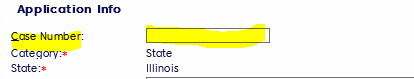 Application Info
Case Number:
Category:* State
State:* Illinois